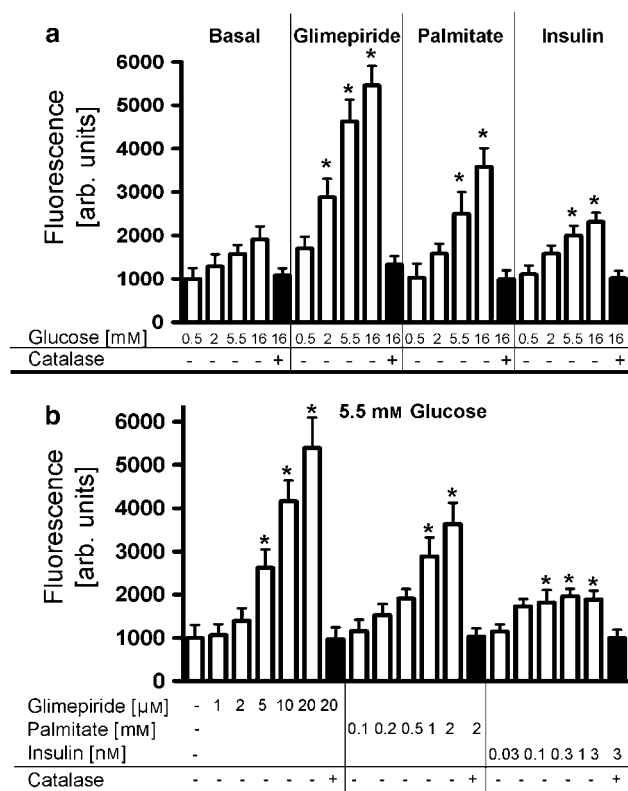 a
Basal Glimepiride Palmitate Insulin
Fluorescence
[arb. units]
6000
5000
4000
3000
2000
1000
0
* * * * * * *
Glucose [mM] 0.5 2 5.5 16 16 0.5 2 5.5 16 16 0.5 2 5.5 16 16 0.5 2 5.5 16 16
Catalase - - - - + - - - - + - - - - + - - - - +
b
5.5 mM Glucose
Fluorescence
[arb. units]
6000
5000
4000
3000
2000
1000
0
* * * * * * * *
Glimepiride [µM] - 1 2 5 10 20 20
Palmitate [mM] - 0.1 0.2 0.5 1 2 2
Insulin [nM] - 0.03 0.1 0.3 1 3 3
Catalase - - - - - - + - - - - - + - - - - - +